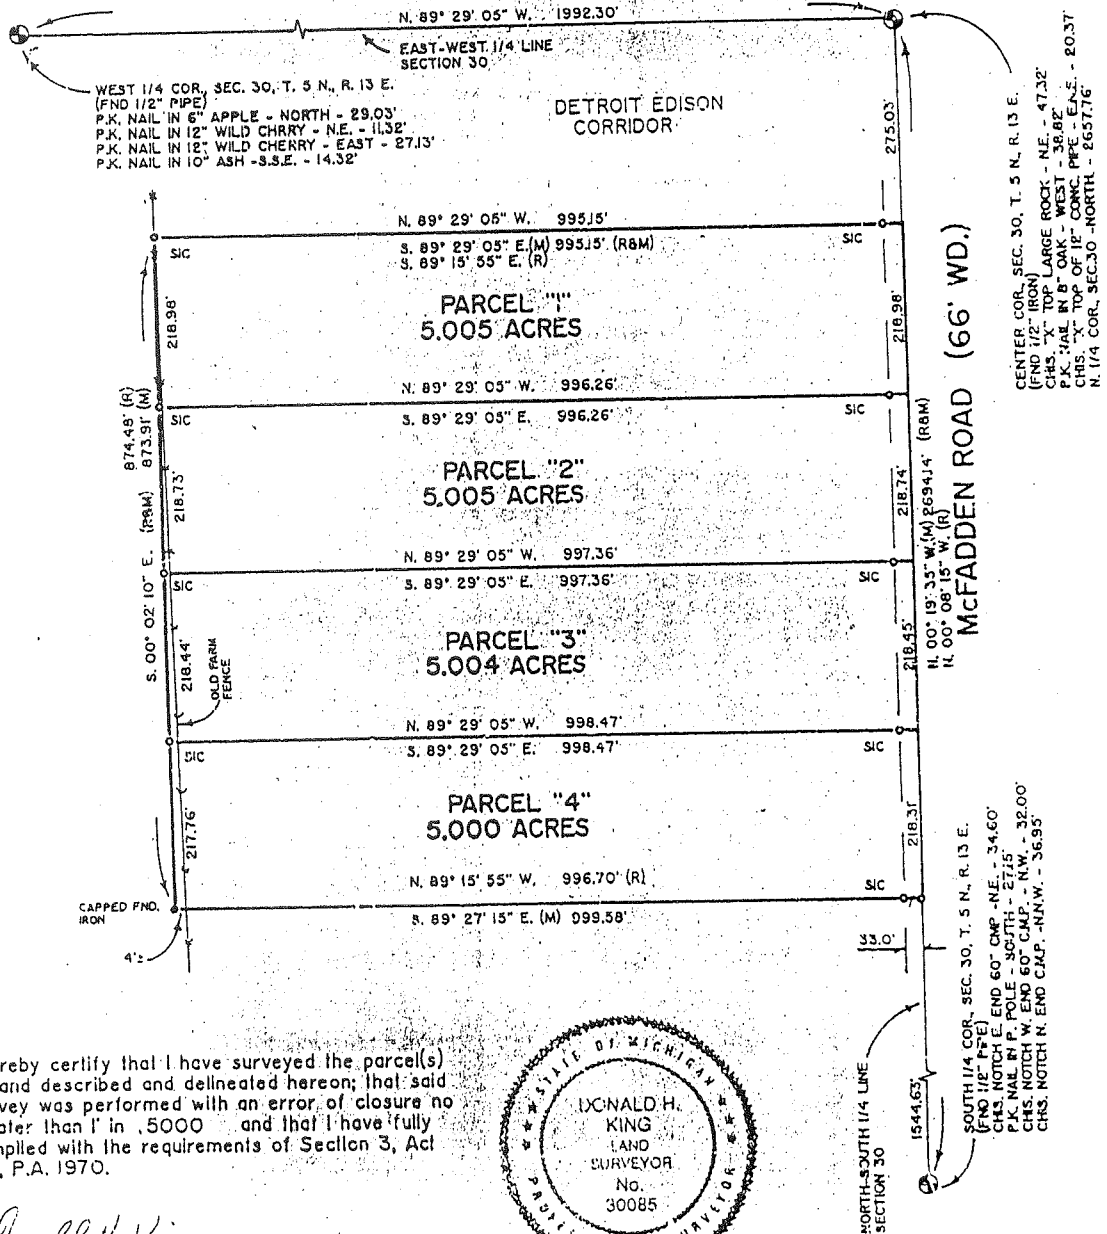 N. 89° 29' 05" W. 1992.30'
EAST-WEST 1/4 LINE
SECTION 30
WEST 1/4 COR., SEC. 30, T. 5 N., R. 13 E.
(FND 1/2" PIPE)
P.K. NAIL IN 6" APPLE - NORTH - 29.03'
P.K. NAIL IN 12" WILD CHRRY - N.E. - 11.32'
P.K. NAIL IN 12" WILD CHERRY - EAST - 27.13'
P.K. NAIL IN 10" ASH - S.S.E. - 14.32'
DETROIT EDISON
CORRIDOR
275.03'
CENTER COR., SEC. 30, T. 5 N., R. 13 E.
(FND 1/2" IRON)
CHIS. "X" TOP LARGE ROCK - N.E. - 47.32'
P.K. NAIL IN 8" OAK - WEST - 38.82'
CHIS. "X" TOP OF 12" CONC. PIPE - E.N.E. - 20.37'
N. 1/4 COR., SEC.30 - NORTH - 2657.76'
N. 89° 29' 05" W. 995.15'
SIC
S. 89° 29' 05" E.(M) 995.15' (R&M)
S. 89° 15' 55" E. (R)
SIC
218.98'
PARCEL "1"
5.005 ACRES
218.98'
N. 89° 29' 05" W. 996.26'
SIC
S. 89° 29' 05" E. 996.26'
SIC
874.48' (R)
873.91' (M)
S. 00° 02' 10" E. (R&M)
218.73'
PARCEL "2"
5.005 ACRES
218.74'
N. 00° 19' 35" W.(M) 2694.14' (R&M)
N. 00° 08' 15" W. (R)
McFADDEN ROAD (66' WD.)
N. 89° 29' 05" W. 997.36'
SIC
S. 89° 29' 05" E. 997.36'
SIC
218.44'
OLD FARM
FENCE
PARCEL "3"
5.004 ACRES
218.45'
N. 89° 29' 05" W. 998.47'
SIC
S. 89° 29' 05" E. 998.47'
SIC
217.76'
PARCEL "4"
5.000 ACRES
218.31'
N. 89° 15' 55" W. 996.70' (R)
SIC
CAPPED FND.
IRON
S. 89° 27' 15" E. (M) 999.58'
4'±
33.0'
NORTH-SOUTH 1/4 LINE
SECTION 30
1544.63'
SOUTH 1/4 COR., SEC. 30, T. 5 N., R. 13 E.
(FND 1/2" PIPE)
CHIS. NOTCH E. END 60" CMP - N.E. - 34.60'
P.K. NAIL IN P. POLE - SOUTH - 27.15'
CHIS. NOTCH W. END 60" C.M.P. - N.W. - 32.00'
CHIS. NOTCH N. END C.M.P. - N.N.W. - 36.95'
reby certify that I have surveyed the parcel(s)
and described and delineated hereon; that said
vey was performed with an error of closure no
ater than 1' in 5000 and that I have fully
mplied with the requirements of Section 3, Act
, P.A. 1970.
STATE OF MICHIGAN
DONALD H.
KING
LAND
SURVEYOR
No.
30085